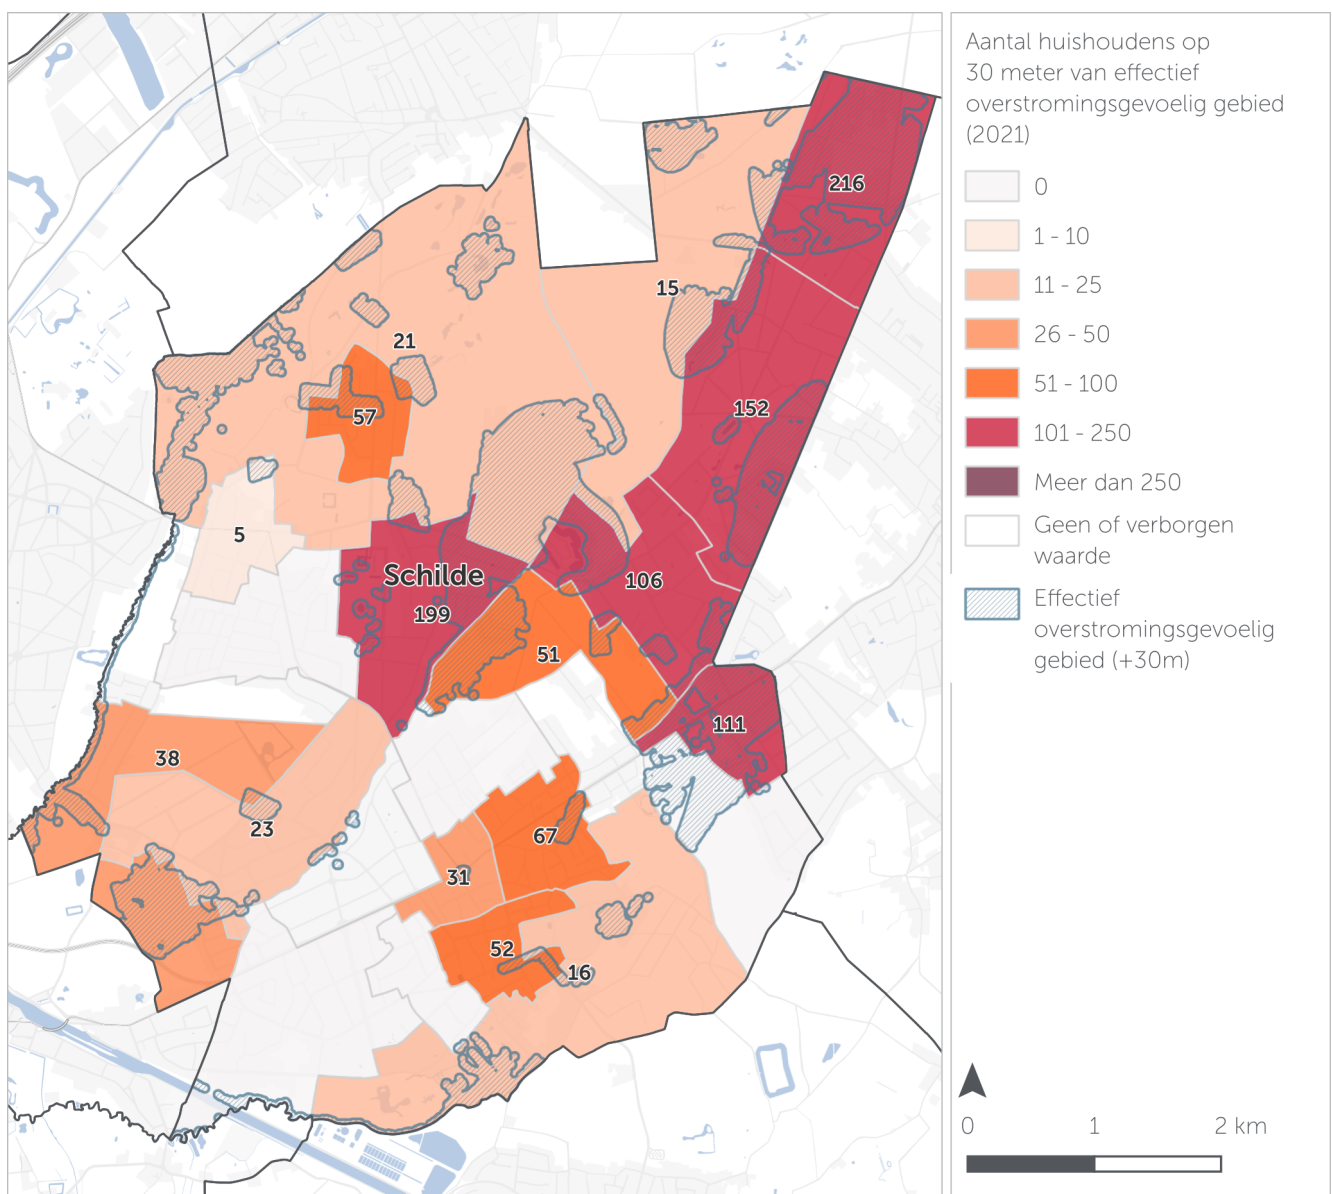 Aantal huishoudens op
30 meter van effectief
overstromingsgevoelig gebied
(2021)
0
1 - 10
11 - 25
26 - 50
51 - 100
101 - 250
Meer dan 250
Geen of verborgen
waarde
Effectief
overstromingsgevoelig
gebied (+30m)
0 1 2 km
216
15
21
152
57
5
Schilde
106
199
51
111
38
23
67
31
52
16